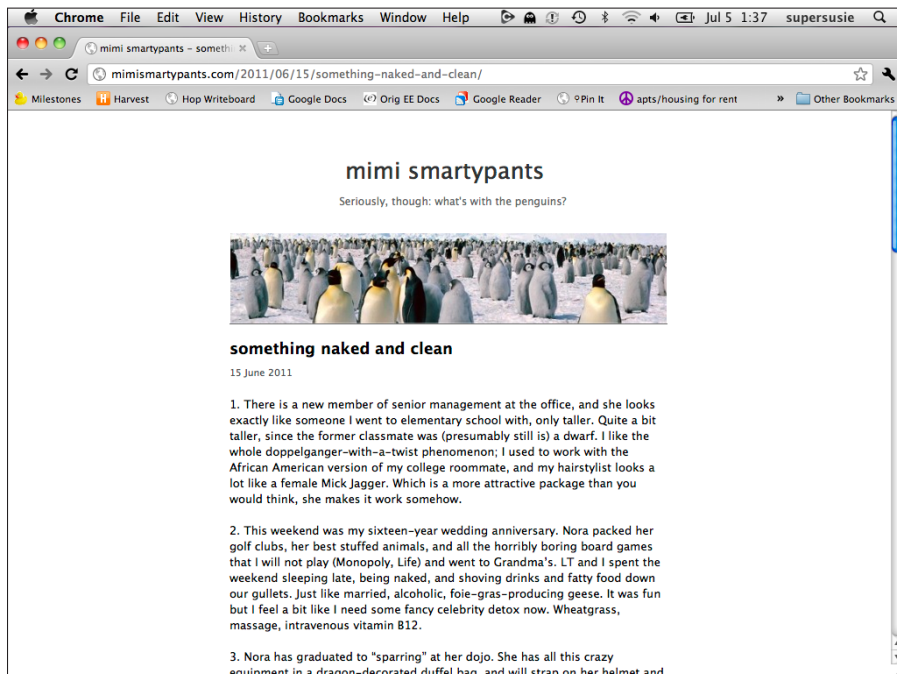 Chrome File Edit View History Bookmarks Window Help Jul 5 1:37 supersusie
mimi smartypants – somethi
mimismartypants.com/2011/06/15/something-naked-and-clean/
Milestones Harvest Hop Writeboard Google Docs Orig EE Docs Google Reader Pin It apts/housing for rent » Other Bookmarks
mimi smartypants
Seriously, though: what's with the penguins?
something naked and clean
15 June 2011
1. There is a new member of senior management at the office, and she looks
exactly like someone I went to elementary school with, only taller. Quite a bit
taller, since the former classmate was (presumably still is) a dwarf. I like the
whole doppelganger-with-a-twist phenomenon; I used to work with the
African American version of my college roommate, and my hairstylist looks a
lot like a female Mick Jagger. Which is a more attractive package than you
would think, she makes it work somehow.
2. This weekend was my sixteen-year wedding anniversary. Nora packed her
golf clubs, her best stuffed animals, and all the horribly boring board games
that I will not play (Monopoly, Life) and went to Grandma's. LT and I spent the
weekend sleeping late, being naked, and shoving drinks and fatty food down
our gullets. Just like married, alcoholic, foie-gras-producing geese. It was fun
but I feel a bit like I need some fancy celebrity detox now. Wheatgrass,
massage, intravenous vitamin B12.
3. Nora has graduated to “sparring” at her dojo. She has all this crazy
equipment in a dragon-decorated duffel bag, and will strap on her helmet and